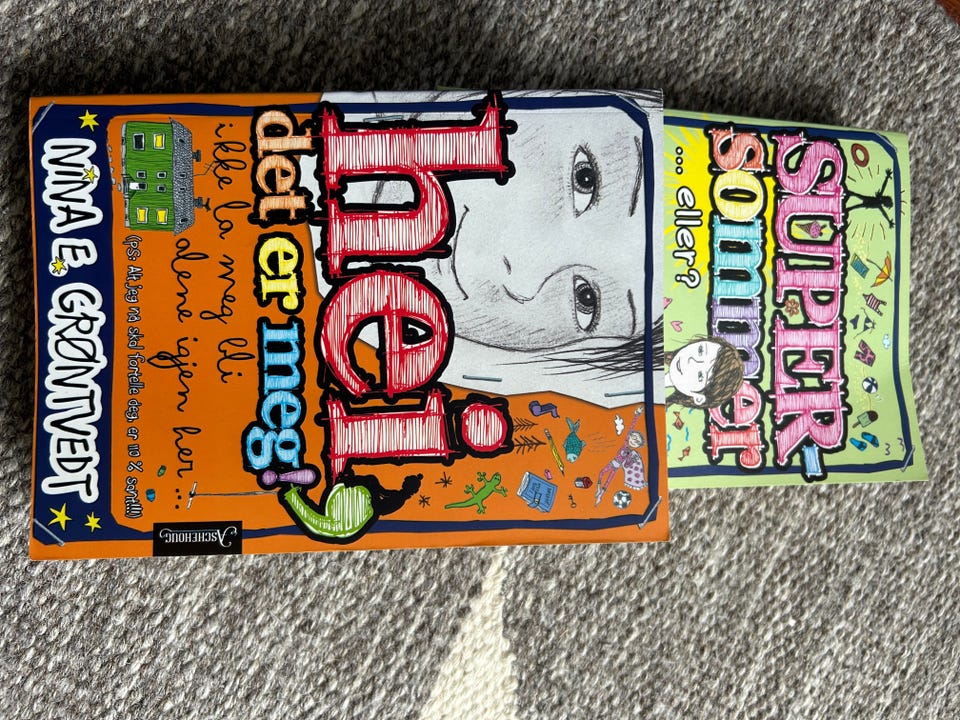 SUPER-
sommer
... eller?
hei,
det er meg!
ikke la meg bli
alene igjen her ...
(PS: Alt jeg nå skal fortelle deg, er 110 % sant!!!)
ASCHEHOUG
NINA E. GRØNTVEDT